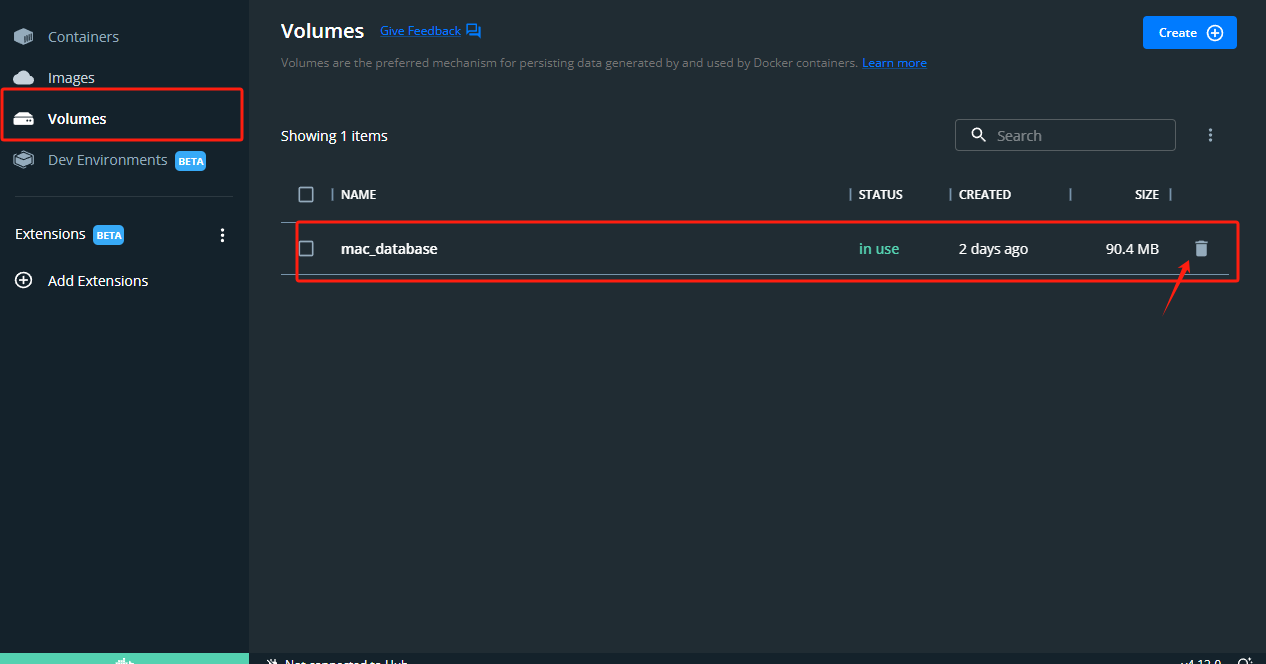 Containers
Images
Volumes
Dev Environments BETA
Extensions BETA
Add Extensions
Volumes Give Feedback
Create
Volumes are the preferred mechanism for persisting data generated by and used by Docker containers. Learn more
Showing 1 items
Search
NAME STATUS CREATED SIZE
mac_database in use 2 days ago 90.4 MB
Not connected to Hub
v4.12.0